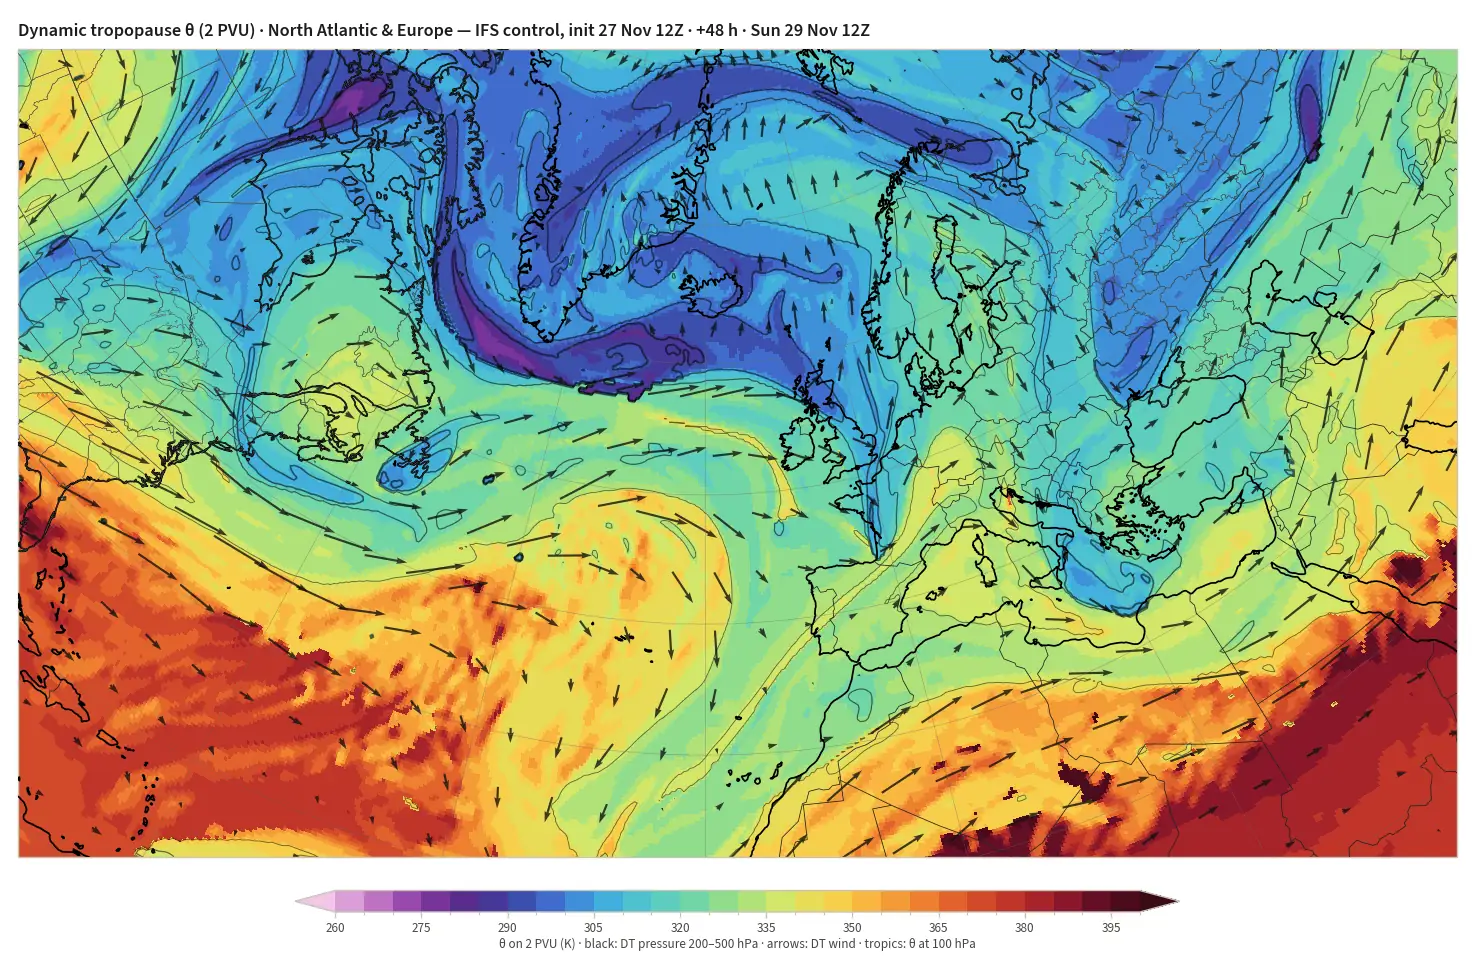 Dynamic tropopause θ (2 PVU) · North Atlantic & Europe — IFS control, init 27 Nov 12Z · +48 h · Sun 29 Nov 12Z
260 275 290 305 320 335 350 365 380 395
θ on 2 PVU (K) · black: DT pressure 200–500 hPa · arrows: DT wind · tropics: θ at 100 hPa